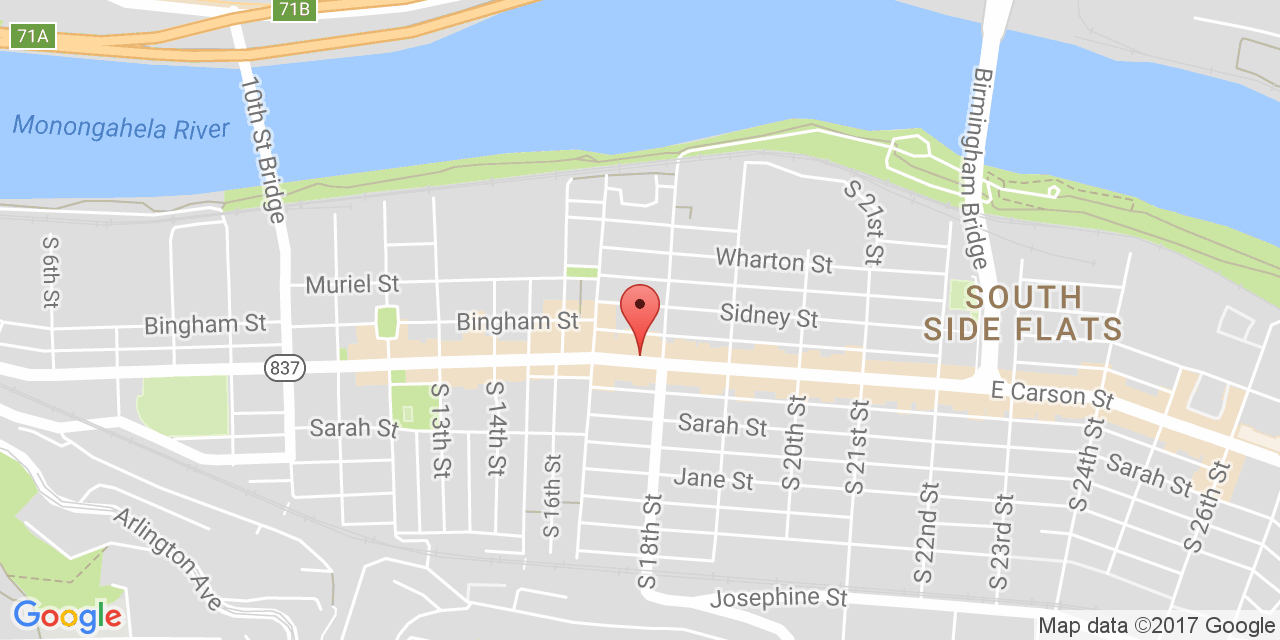 71B
71A
10th St Bridge
Birmingham Bridge
Monongahela River
S 21st St
S 6th St
Wharton St
Muriel St
SOUTH
SIDE FLATS
Sidney St
Bingham St
Bingham St
837
E Carson St
S 13th St
S 14th St
Sarah St
Sarah St
S 20th St
S 21st St
S 24th St
Sarah St
Jane St
S 16th St
S 18th St
S 22nd St
S 23rd St
S 26th St
Arlington Ave
Josephine St
Google
Map data ©2017 Google